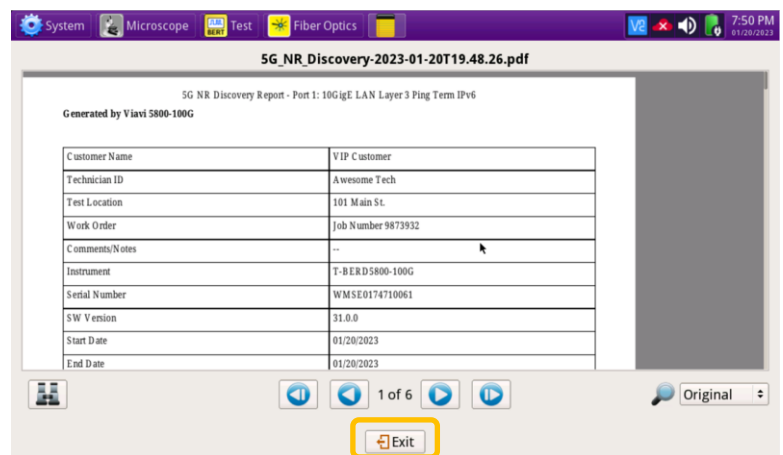 System Microscope Test Fiber Optics 7:50 PM
01/20/2023
5G_NR_Discovery-2023-01-20T19.48.26.pdf
5G NR Discovery Report - Port 1: 10GigE LAN Layer 3 Ping Term IPv6
Generated by Viavi 5800-100G
Customer Name VIP Customer
Technician ID Awesome Tech
Test Location 101 Main St.
Work Order Job Number 9873932
Comments/Notes --
Instrument T-BERD5800-100G
Serial Number WMSE0174710061
SW Version 31.0.0
Start Date 01/20/2023
End Date 01/20/2023
1 of 6 Original
Exit